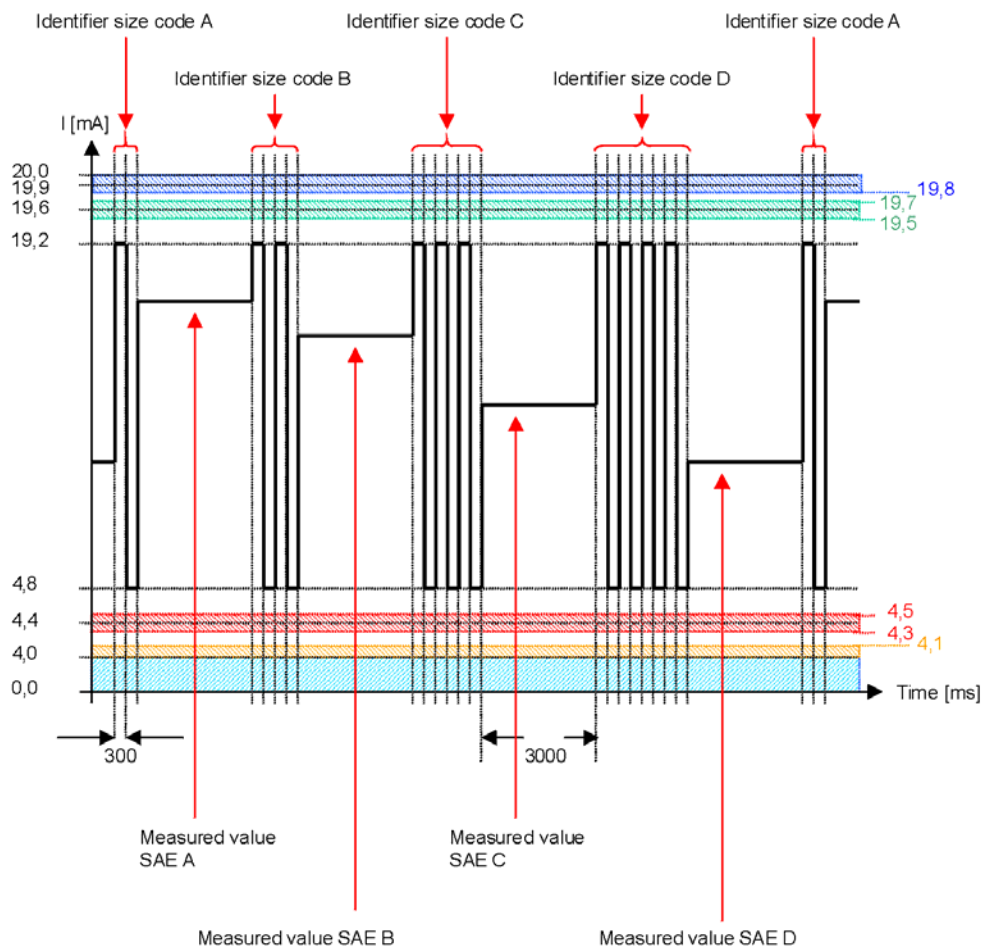 Identifier size code A
Identifier size code C
Identifier size code A
Identifier size code B
Identifier size code D
I [mA]
20,0
19,9
19,8
19,6
19,7
19,5
19,2
4,8
4,5
4,4
4,3
4,1
4,0
0,0
Time [ms]
300
3000
Measured value
SAE A
Measured value
SAE C
Measured value SAE B
Measured value SAE D